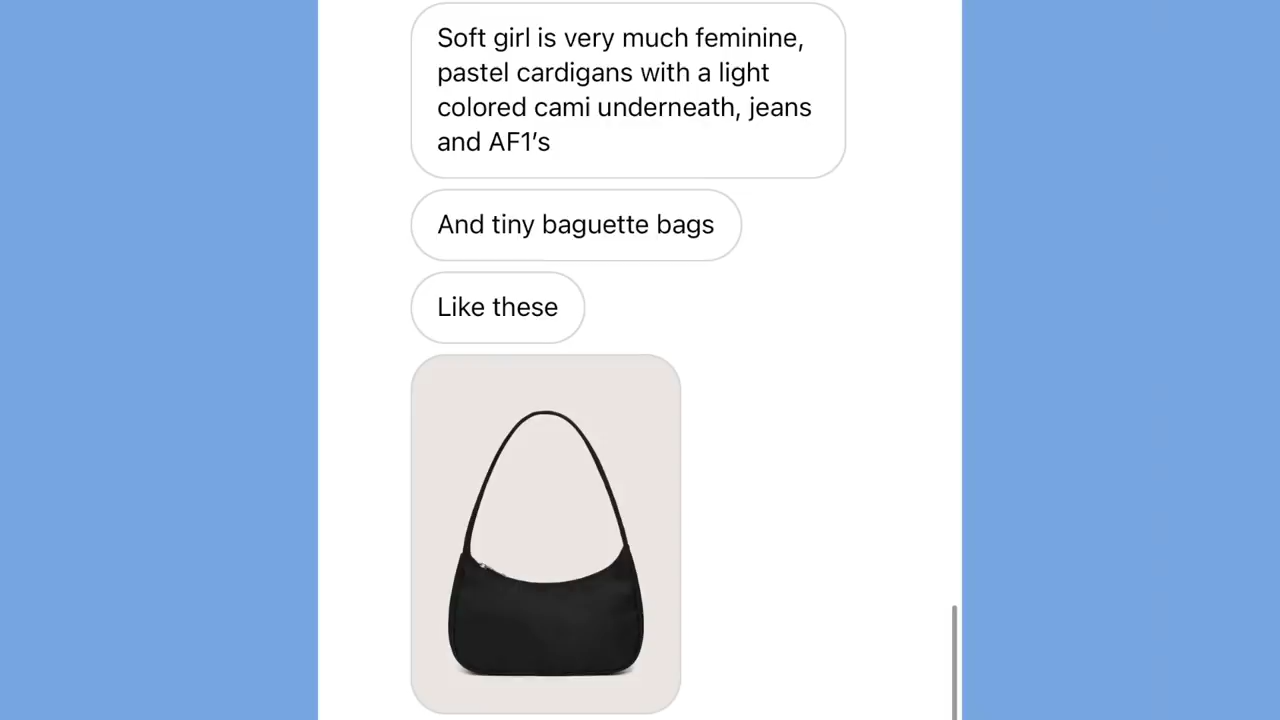 Soft girl is very much feminine,
pastel cardigans with a light
colored cami underneath, jeans
and AF1’s
And tiny baguette bags
Like these